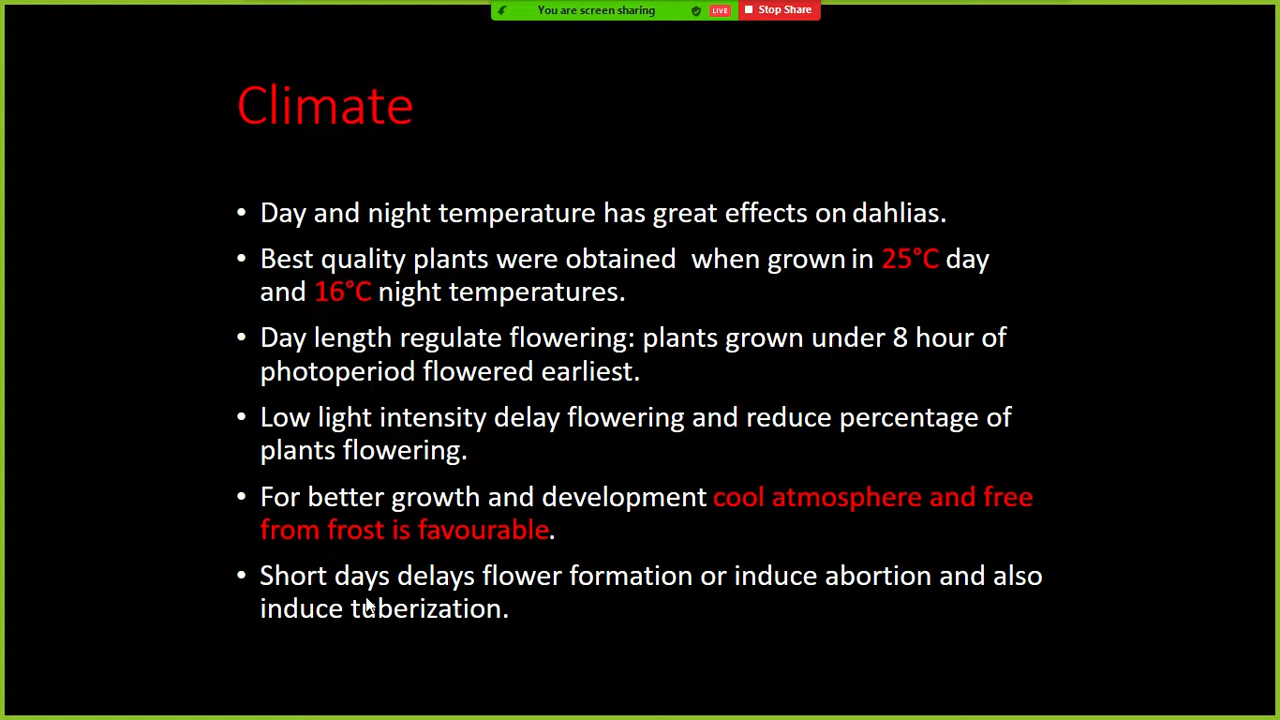 You are screen sharing LIVE Stop Share
Climate
• Day and night temperature has great effects on dahlias.
• Best quality plants were obtained when grown in 25°C day
and 16°C night temperatures.
• Day length regulate flowering: plants grown under 8 hour of
photoperiod flowered earliest.
• Low light intensity delay flowering and reduce percentage of
plants flowering.
• For better growth and development cool atmosphere and free
from frost is favourable.
• Short days delays flower formation or induce abortion and also
induce tuberization.